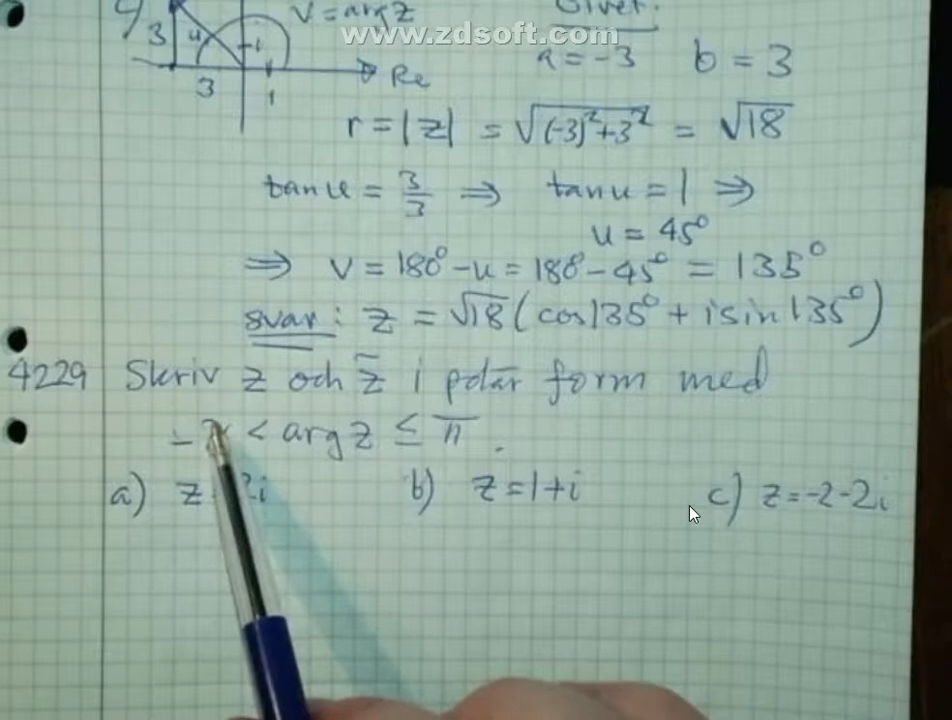 c) V = arg z Givet:
www.zdsoft.com
3 u i a = -3 b = 3
3 1 Re
r = |z| = √((-3)²+3²) = √18
tan u = 3/3 ⇒ tan u = 1 ⇒
u = 45°
⇒ v = 180° - u = 180° - 45° = 135°
svar: z = √18 (cos 135° + i sin 135°)
4229 Skriv z och z̄ i polär form med
< arg z ≤ π.
a) z 2i b) z = 1+i c) z = -2-2i